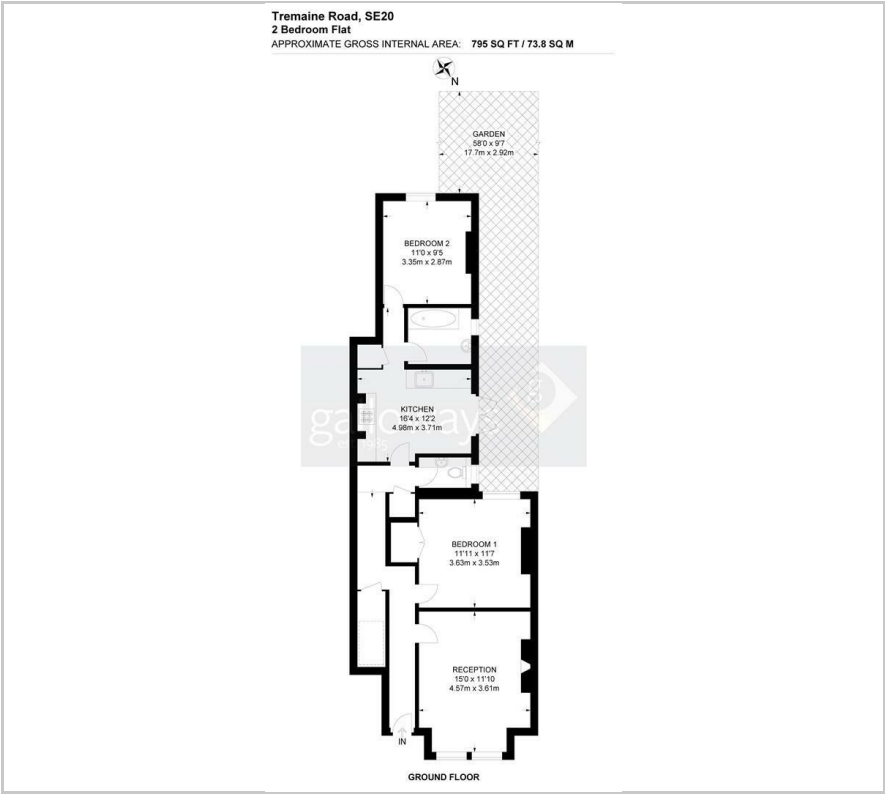 Tremaine Road, SE20
2 Bedroom Flat
APPROXIMATE GROSS INTERNAL AREA: 795 SQ FT / 73.8 SQ M
N
GARDEN
58'0 x 9'7
17.7m x 2.92m
BEDROOM 2
11'0 x 9'5
3.35m x 2.87m
KITCHEN
16'4 x 12'2
4.98m x 3.71m
BEDROOM 1
11'11 x 11'7
3.63m x 3.53m
RECEPTION
15'0 x 11'10
4.57m x 3.61m
IN
GROUND FLOOR